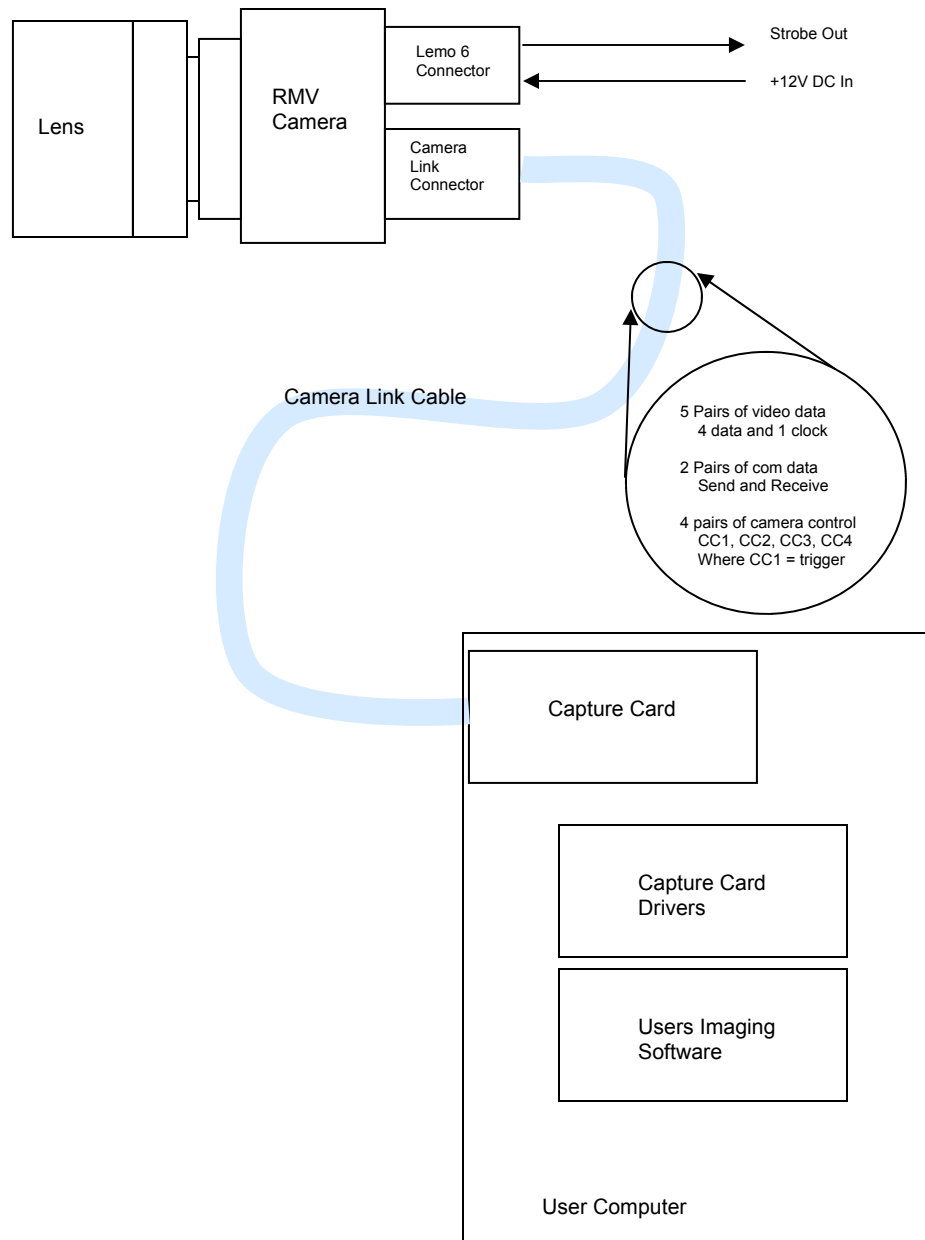 Lens
RMV
Camera
Lemo 6
Connector
Camera
Link
Connector
Strobe Out
+12V DC In
Camera Link Cable
5 Pairs of video data
4 data and 1 clock
2 Pairs of com data
Send and Receive
4 pairs of camera control
CC1, CC2, CC3, CC4
Where CC1 = trigger
Capture Card
Capture Card
Drivers
Users Imaging
Software
User Computer